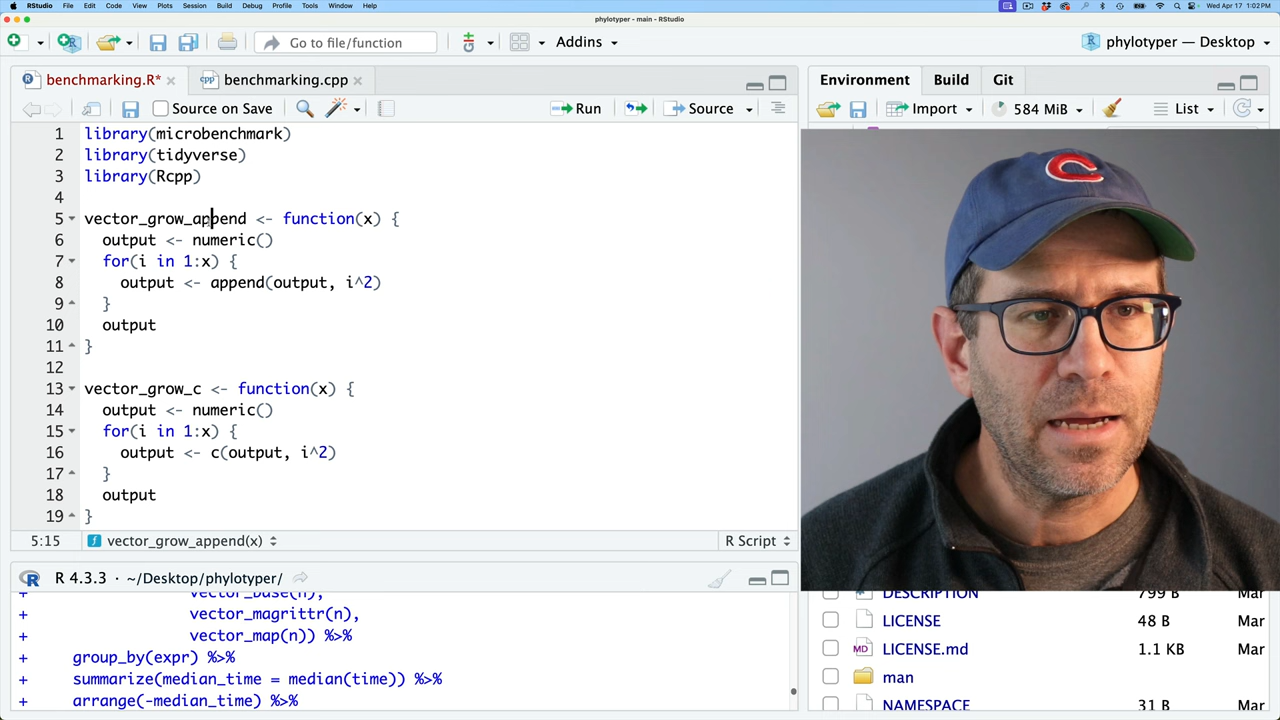 RStudio File Edit Code View Plots Session Build Debug Profile Tools Window Help Wed Apr 17 1:02PM
phylotyper - main - RStudio
Go to file/function Addins phylotyper — Desktop
benchmarking.R* benchmarking.cpp
Source on Save Run Source
1 library(microbenchmark)
2 library(tidyverse)
3 library(Rcpp)
4
5 vector_grow_append <- function(x) {
6 output <- numeric()
7 for(i in 1:x) {
8 output <- append(output, i^2)
9 }
10 output
11 }
12
13 vector_grow_c <- function(x) {
14 output <- numeric()
15 for(i in 1:x) {
16 output <- c(output, i^2)
17 }
18 output
19 }
5:15 vector_grow_append(x) R Script
R 4.3.3 · ~/Desktop/phylotyper/
+ vector_base(n),
+ vector_magrittr(n),
+ vector_map(n)) %>%
+ group_by(expr) %>%
+ summarize(median_time = median(time)) %>%
+ arrange(-median_time) %>%
Environment Build Git
Import 584 MiB List
C
DESCRIPTION 799 B Mar
LICENSE 48 B Mar
LICENSE.md 1.1 KB Mar
man
NAMESPACE 31 B Mar